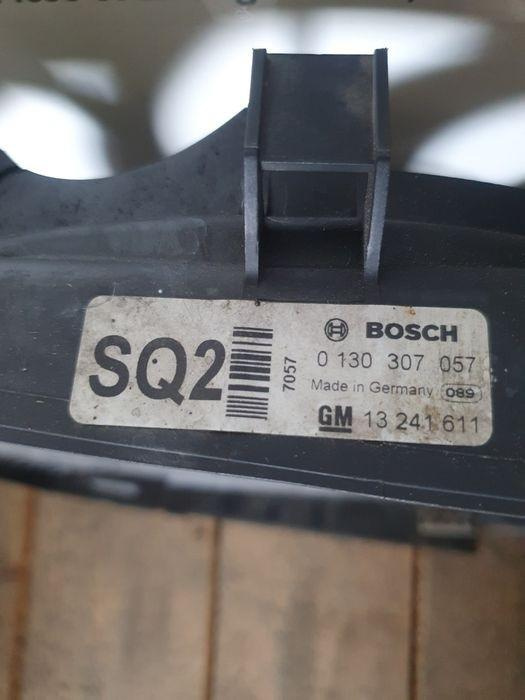 SQ2
7057
BOSCH
0 130 307 057
Made in Germany 089
GM 13 241 611